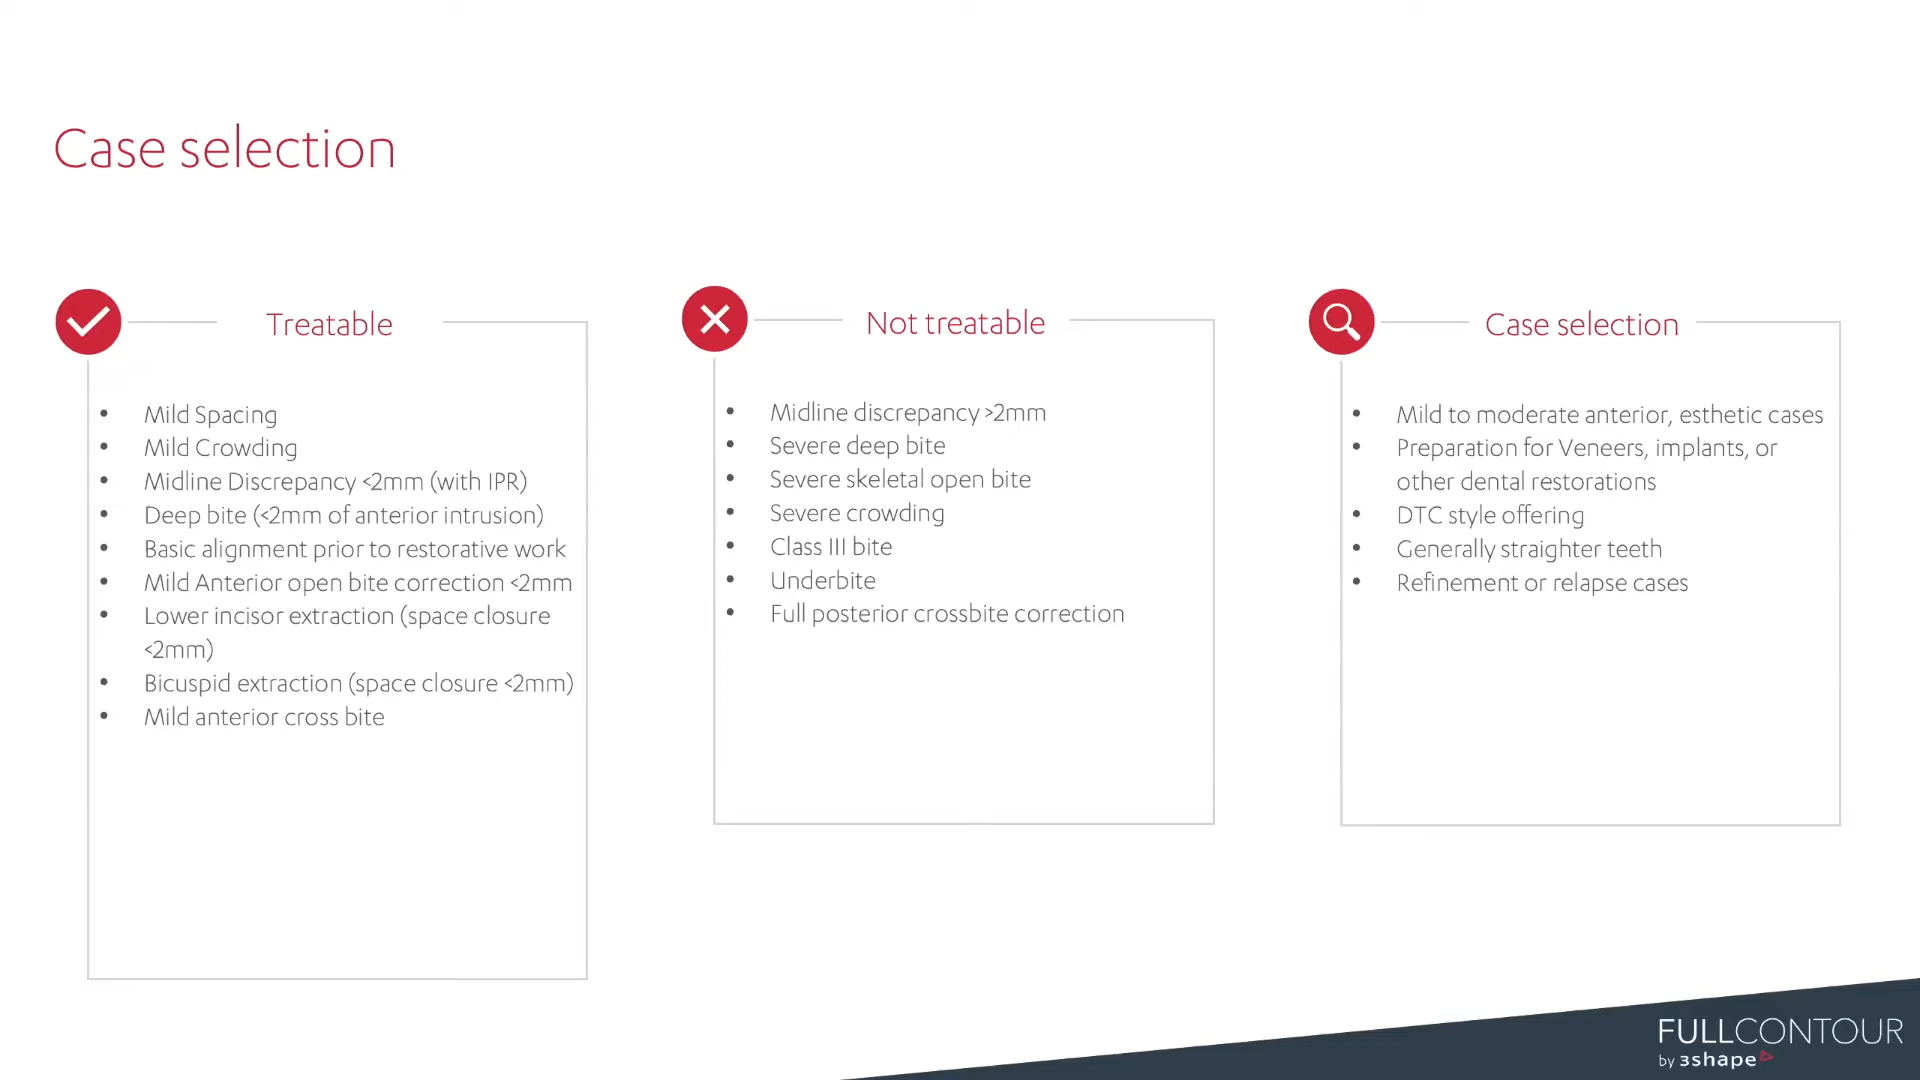 Case selection
Treatable
• Mild Spacing
• Mild Crowding
• Midline Discrepancy <2mm (with IPR)
• Deep bite (<2mm of anterior intrusion)
• Basic alignment prior to restorative work
• Mild Anterior open bite correction <2mm
• Lower incisor extraction (space closure
<2mm)
• Bicuspid extraction (space closure <2mm)
• Mild anterior cross bite
Not treatable
• Midline discrepancy >2mm
• Severe deep bite
• Severe skeletal open bite
• Severe crowding
• Class III bite
• Underbite
• Full posterior crossbite correction
Case selection
• Mild to moderate anterior, esthetic cases
• Preparation for Veneers, implants, or
other dental restorations
• DTC style offering
• Generally straighter teeth
• Refinement or relapse cases
FULLCONTOUR
by 3shape